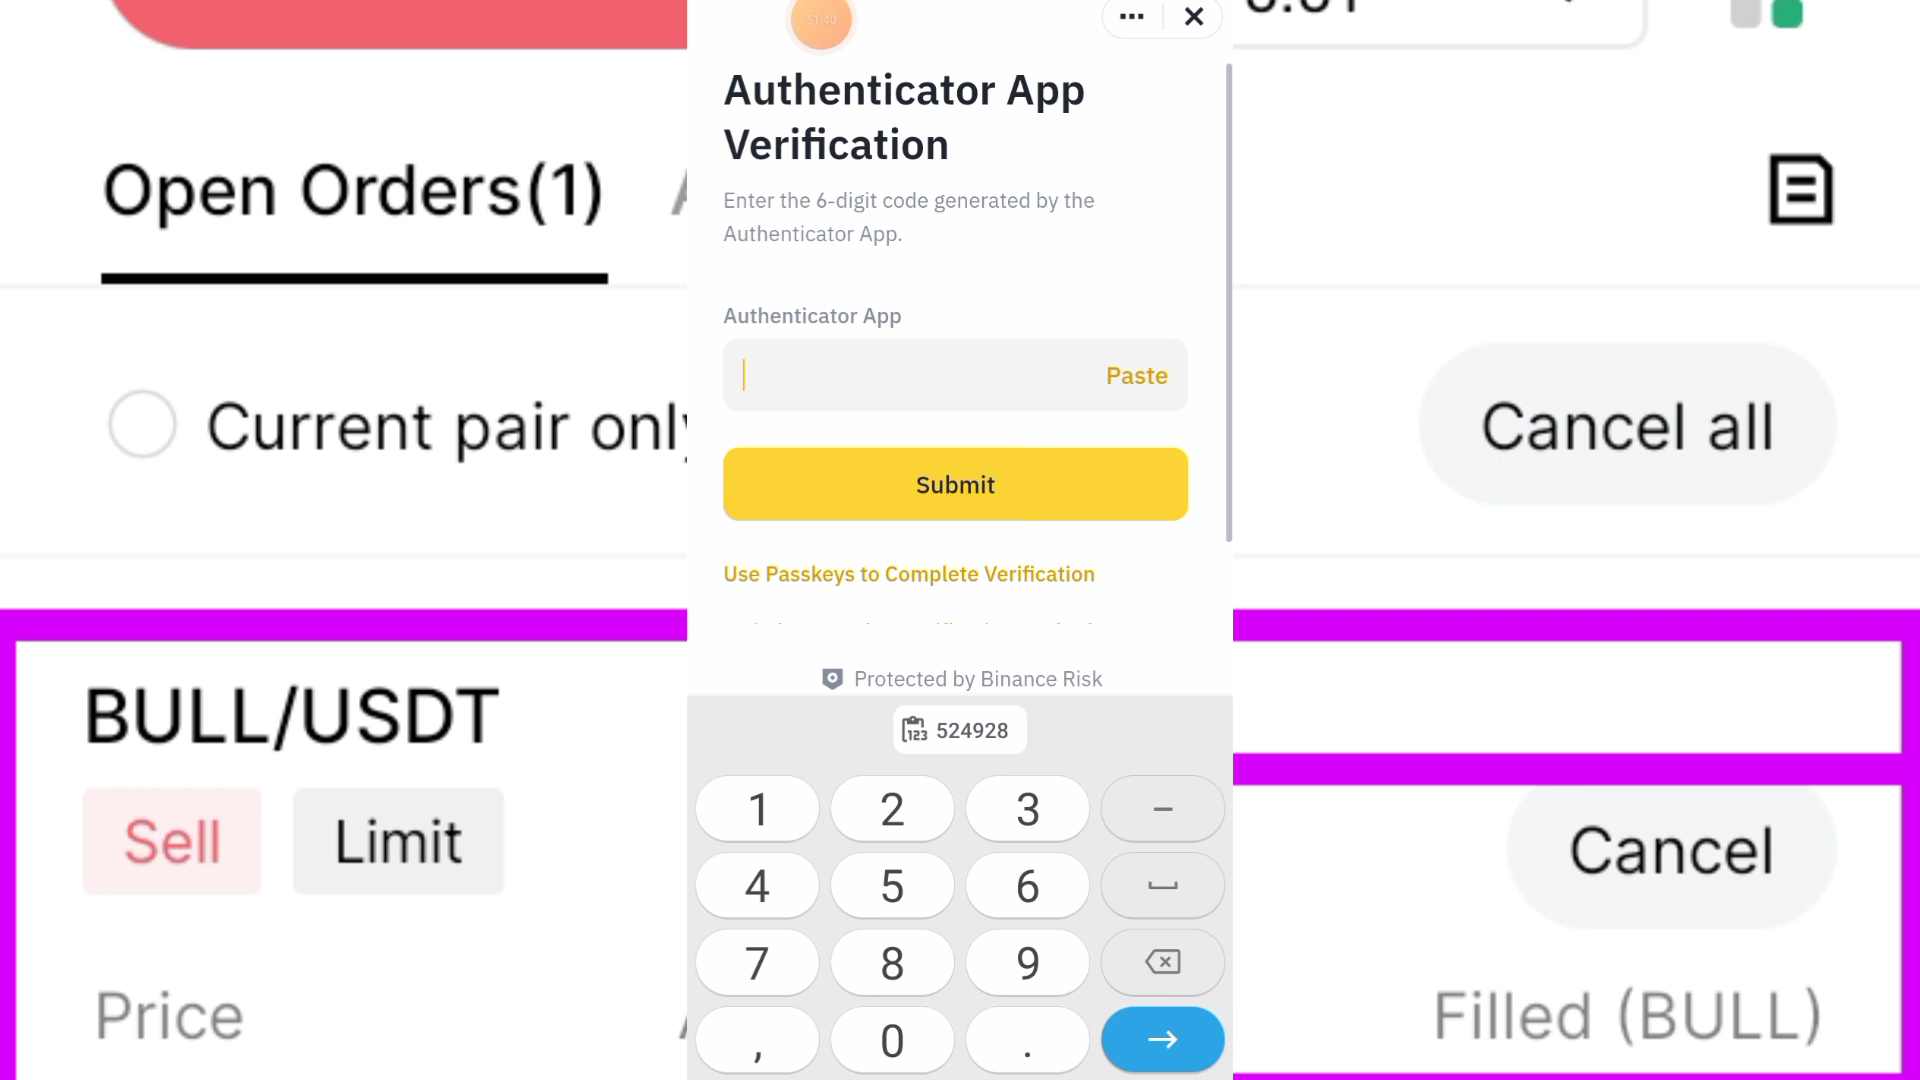 51:40
Authenticator App
Verification
Open Orders(1)
Enter the 6-digit code generated by the
Authenticator App.
Authenticator App
Paste
Current pair only
Cancel all
Submit
Use Passkeys to Complete Verification
Protected by Binance Risk
BULL/USDT
524928
Sell
Limit
Cancel
Price
Filled (BULL)
1 2 3 –
4 5 6
7 8 9
, 0 . →